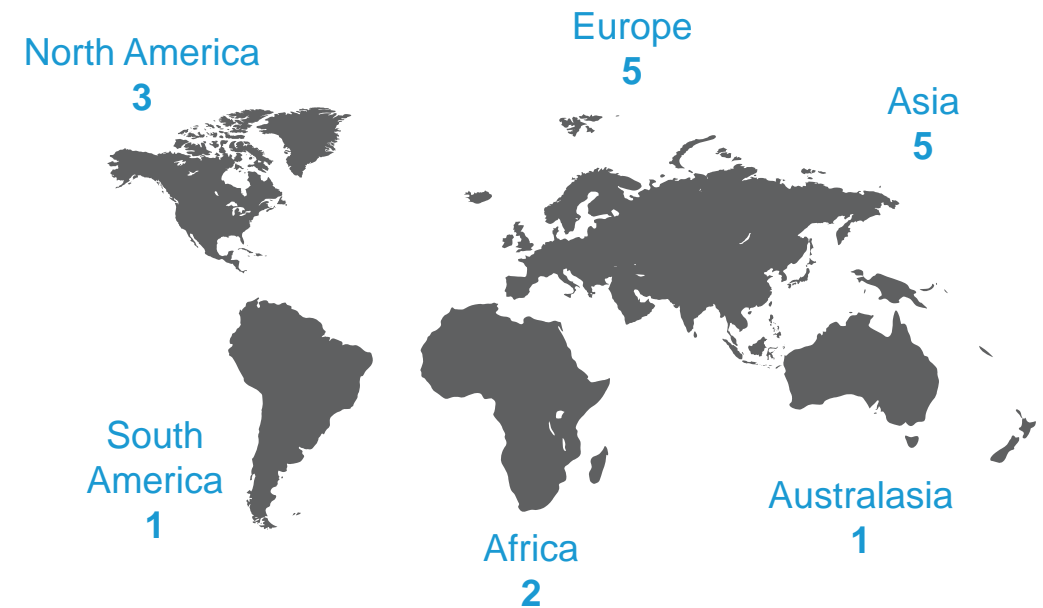 North America
3
Europe
5
Asia
5
South
America
1
Africa
2
Australasia
1